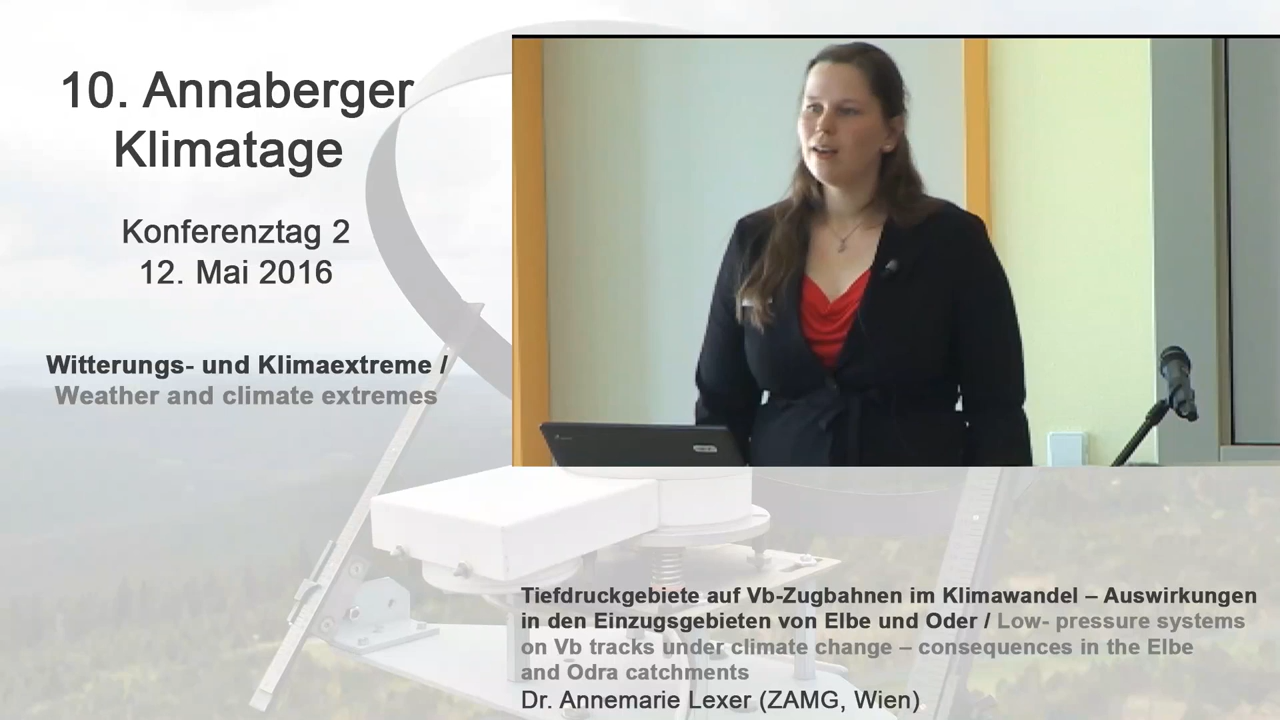 10. Annaberger
Klimatage
Konferenztag 2
12. Mai 2016
Witterungs- und Klimaextreme /
Weather and climate extremes
Tiefdruckgebiete auf Vb-Zugbahnen im Klimawandel – Auswirkungen
in den Einzugsgebieten von Elbe und Oder / Low- pressure systems
on Vb tracks under climate change – consequences in the Elbe
and Odra catchments
Dr. Annemarie Lexer (ZAMG, Wien)